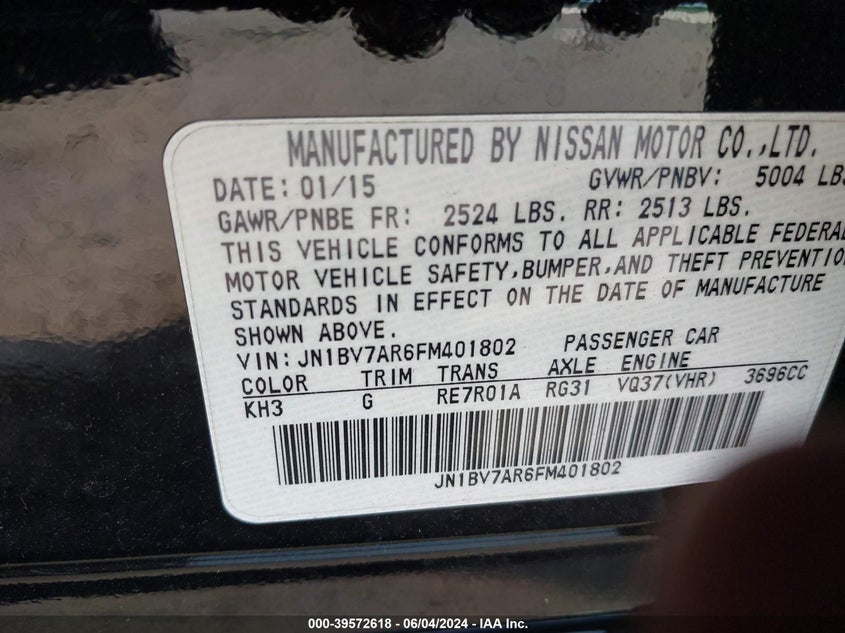 MANUFACTURED BY NISSAN MOTOR CO.,LTD.
DATE: 01/15 GVWR/PNBV: 5004 LBS
GAWR/PNBE FR: 2524 LBS. RR: 2513 LBS.
THIS VEHICLE CONFORMS TO ALL APPLICABLE FEDERAL
MOTOR VEHICLE SAFETY,BUMPER,AND THEFT PREVENTION
STANDARDS IN EFFECT ON THE DATE OF MANUFACTURE
SHOWN ABOVE.
VIN:JN1BV7AR6FM401802 PASSENGER CAR
COLOR TRIM TRANS AXLE ENGINE
KH3 G RE7R01A RG31 VQ37(VHR) 3696CC
JN1BV7AR6FM401802
000-39572618 - 06/04/2024 - IAA Inc.